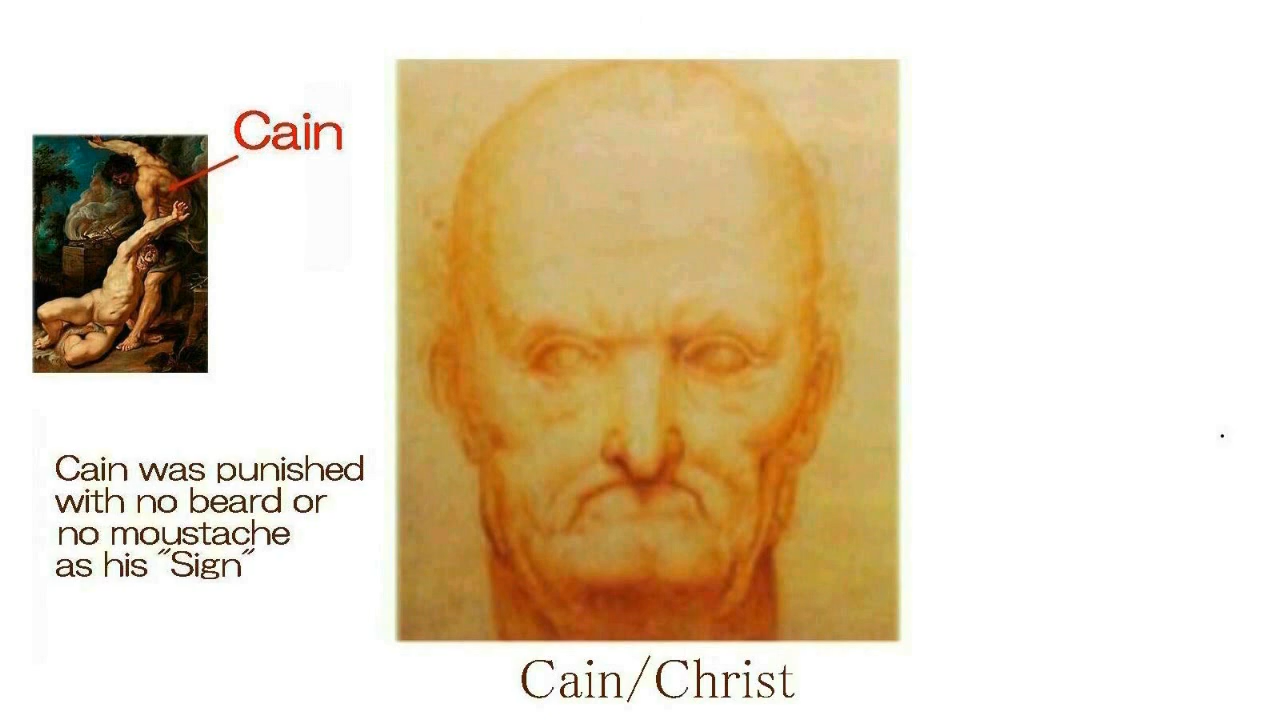 Cain
Cain was punished
with no beard or
no moustache
as his "Sign"
Cain/Christ